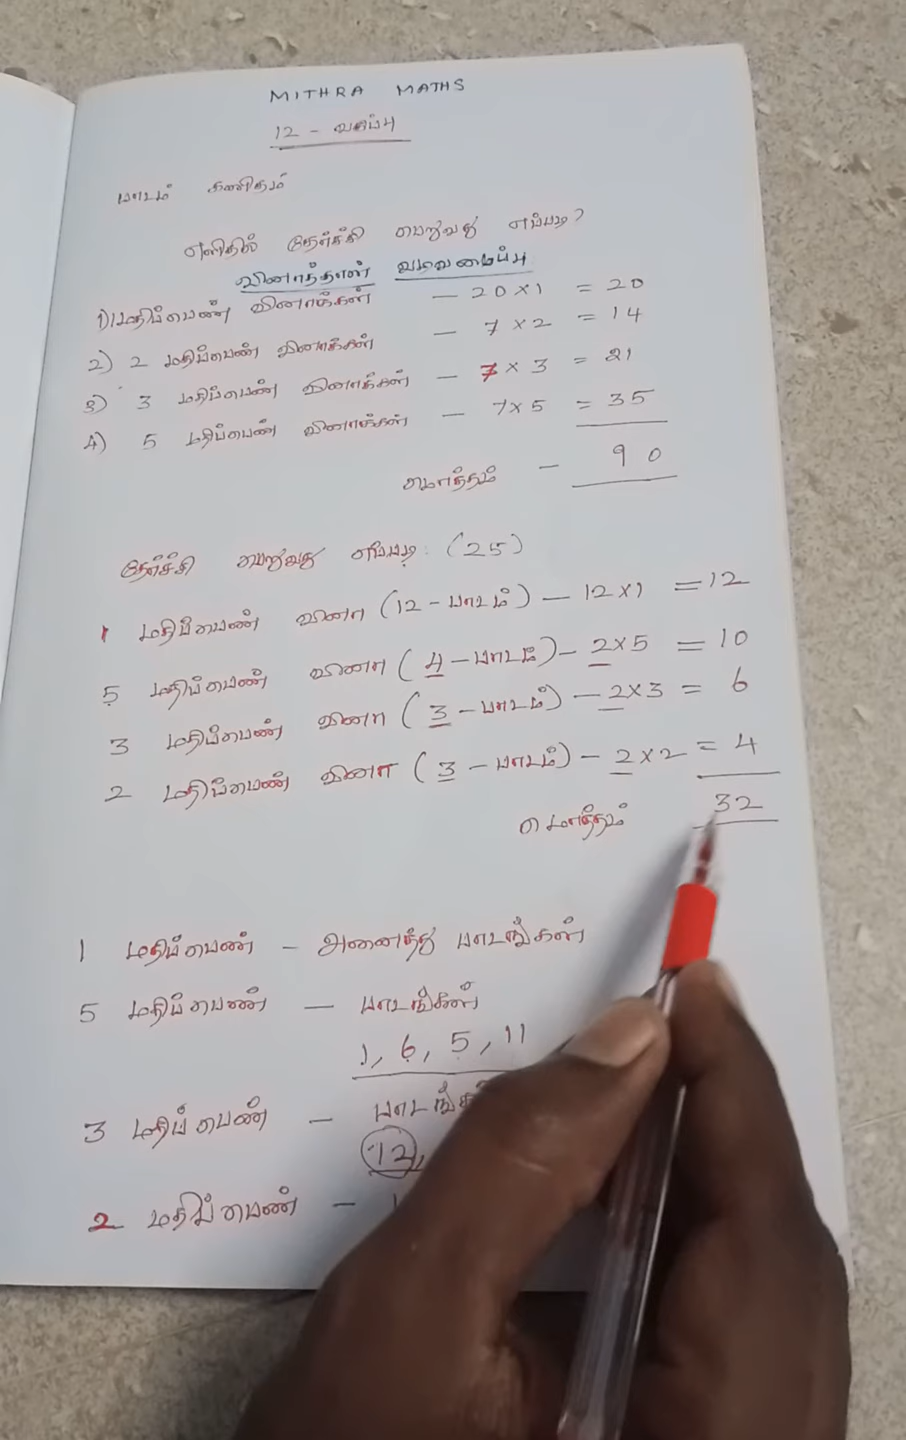 MITHRA MATHS
12 - வகுப்பு
பாடம் கணிதம்
எளிதில் தேர்ச்சி பெறுவது எப்படி?
வினாத்தாள் வடிவமைப்பு
1) 1 மதிப்பெண் வினாக்கள் - 20 × 1 = 20
2) 2 மதிப்பெண் வினாக்கள் - 7 × 2 = 14
3) 3 மதிப்பெண் வினாக்கள் - 7 × 3 = 21
4) 5 மதிப்பெண் வினாக்கள் - 7 × 5 = 35
மொத்தம் - 90
தேர்ச்சி பெறுவது எப்படி: (25)
1 மதிப்பெண் வினா (12 - பாடம்) - 12 × 1 = 12
5 மதிப்பெண் வினா (4 - பாடம்) - 2 × 5 = 10
3 மதிப்பெண் வினா (3 - பாடம்) - 2 × 3 = 6
2 மதிப்பெண் வினா (3 - பாடம்) - 2 × 2 = 4
மொத்தம் 32
1 மதிப்பெண் - அனைத்து பாடங்கள்
5 மதிப்பெண் - பாடங்கள்
1, 6, 5, 11
3 மதிப்பெண் -
12,
2 மதிப்பெண் -